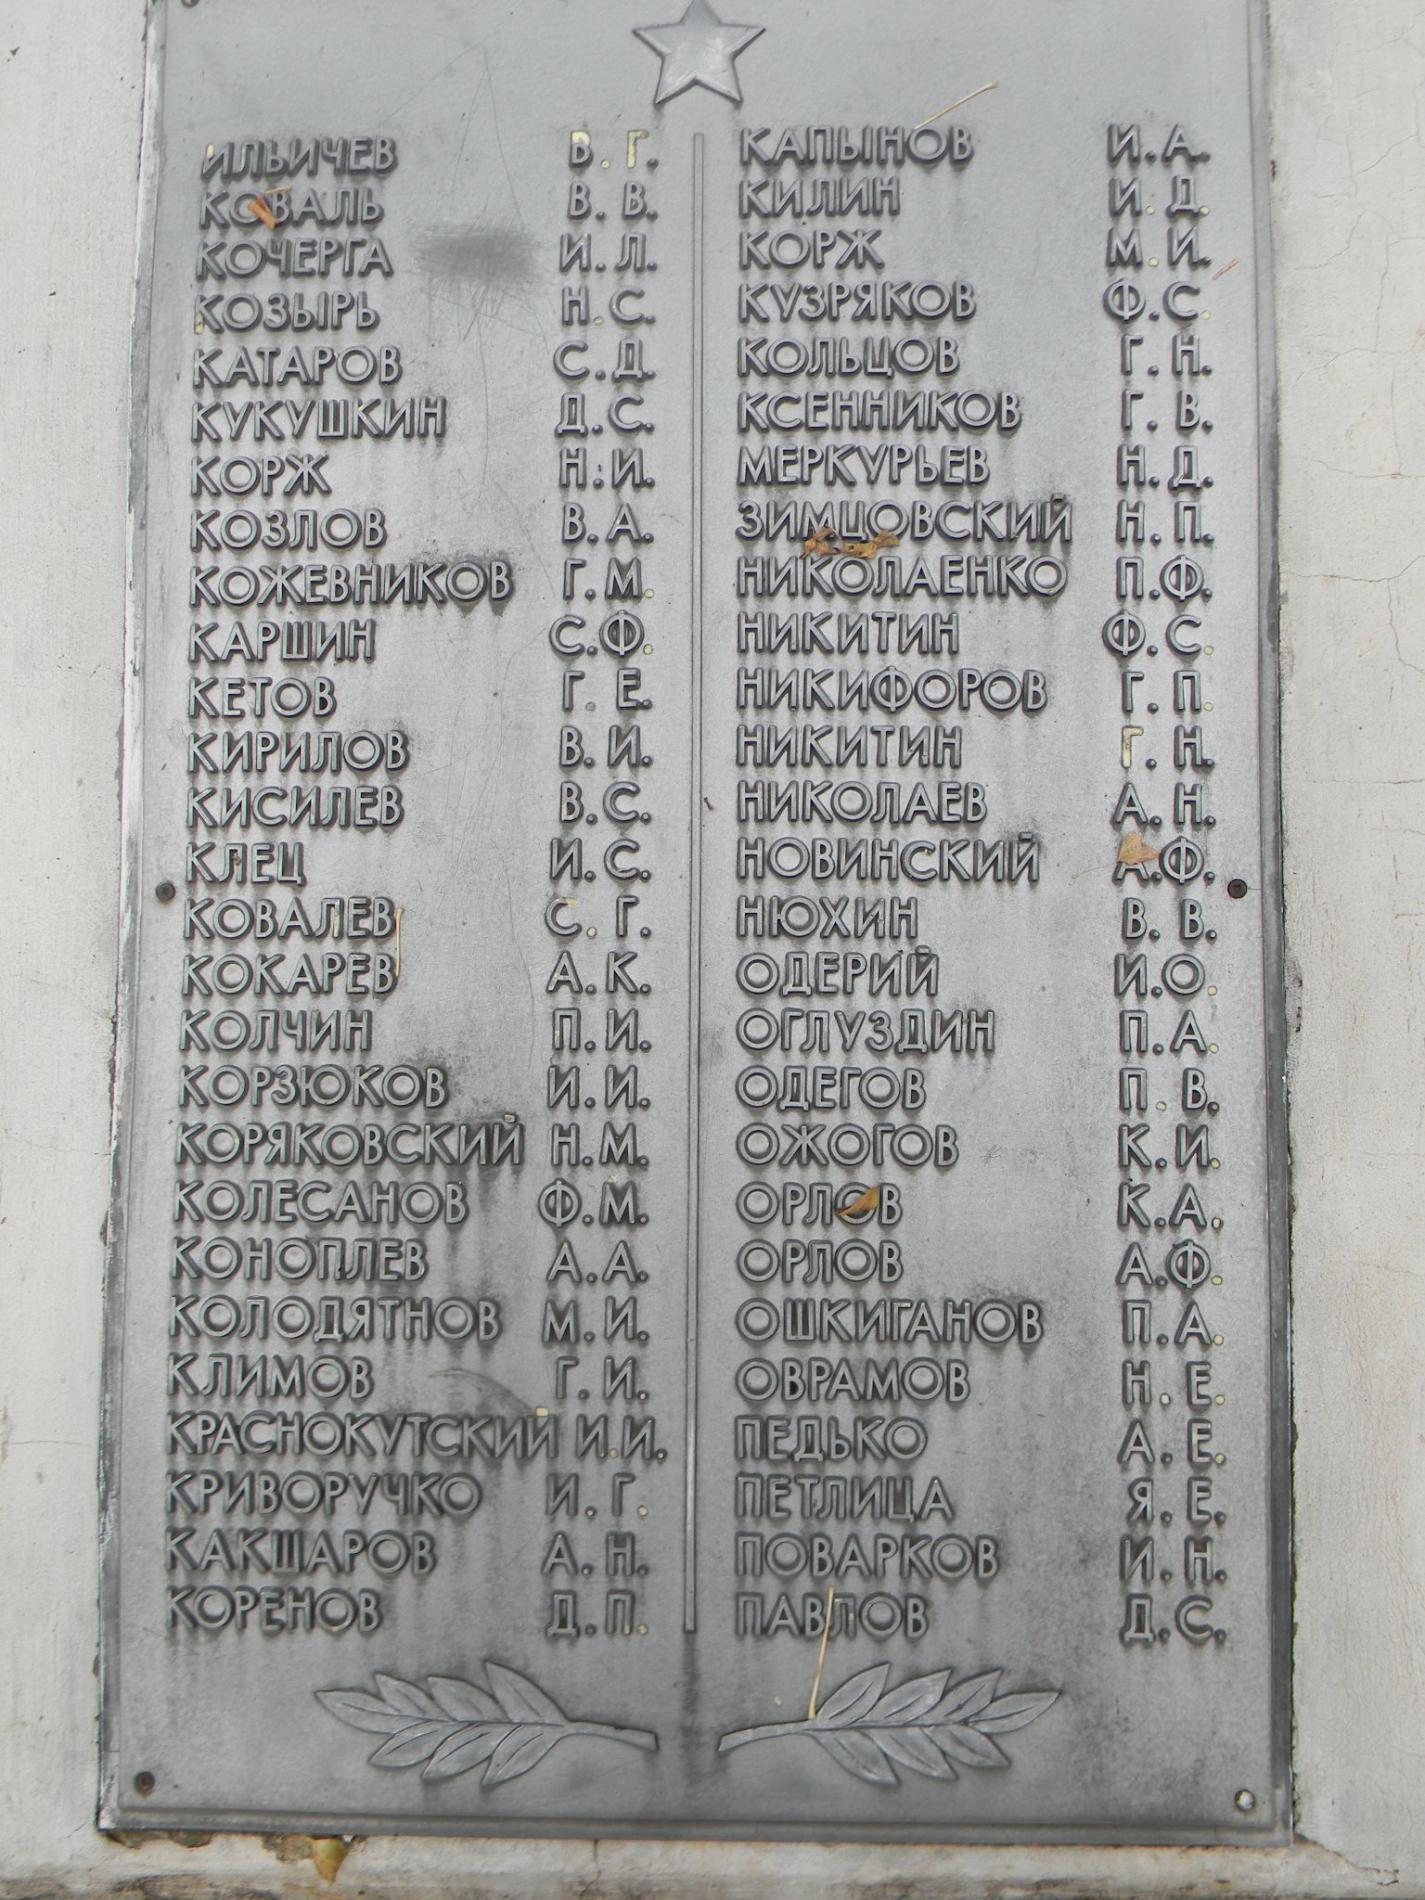 ИЛЬИЧЕВ В. Г.
КОВАЛЬ В. В.
КОЧЕРГА И. Л.
КОЗЫРЬ Н. С.
КАТАРОВ С. Д.
КУКУШКИН Д. С.
КОРЖ Н. И.
КОЗЛОВ В. А.
КОЖЕВНИКОВ Г. М.
КАРШИН С. Ф.
КЕТОВ Г. Е.
КИРИЛОВ В. И.
КИСИЛЕВ В. С.
КЛЕЦ И. С.
КОВАЛЕВ С. Г.
КОКАРЕВ А. К.
КОЛЧИН П. И.
КОРЗЮКОВ И. И.
КОРЯКОВСКИЙ Н. М.
КОЛЕСАНОВ Ф. М.
КОНОПЛЕВ А. А.
КОЛОДЯТНОВ М. И.
КЛИМОВ Г. И.
КРАСНОКУТСКИЙ И. И.
КРИВОРУЧКО И. Г.
КАКШАРОВ А. Н.
КОРЕНОВ Д. П.
КАПЫНОВ И. А.
КИЛИН И. Д.
КОРЖ М. И.
КУЗРЯКОВ Ф. С.
КОЛЬЦОВ Г. Н.
КСЕННИКОВ Г. В.
МЕРКУРЬЕВ Н. Д.
ЗИМЦОВСКИЙ Н. П.
НИКОЛАЕНКО П. Ф.
НИКИТИН Ф. С.
НИКИФОРОВ Г. П.
НИКИТИН Г. Н.
НИКОЛАЕВ А. Н.
НОВИНСКИЙ А. Ф.
НЮХИН В. В.
ОДЕРИЙ И. О.
ОГЛУЗДИН П. А.
ОДЕГОВ П. В.
ОЖОГОВ К. И.
ОРЛОВ К. А.
ОРЛОВ А. Ф.
ОШКИГАНОВ П. А.
ОВРАМОВ Н. Е.
ПЕДЬКО А. Е.
ПЕТЛИЦА Я. Е.
ПОВАРКОВ И. Н.
ПАВЛОВ Д. С.